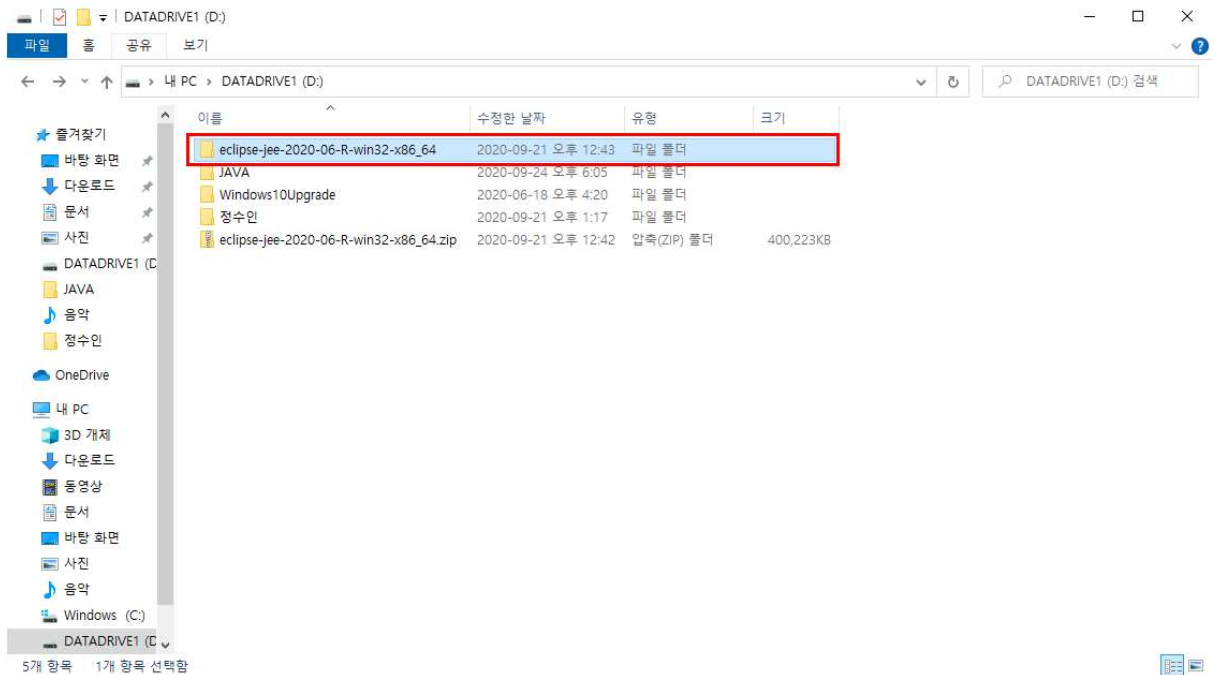 DATADRIVE1 (D:)
파일 홈 공유 보기
내 PC > DATADRIVE1 (D:)
DATADRIVE1 (D:) 검색
이름 수정한 날짜 유형 크기
eclipse-jee-2020-06-R-win32-x86_64 2020-09-21 오후 12:43 파일 폴더
JAVA 2020-09-24 오후 6:05 파일 폴더
Windows10Upgrade 2020-06-18 오후 4:20 파일 폴더
정수인 2020-09-21 오후 1:17 파일 폴더
eclipse-jee-2020-06-R-win32-x86_64.zip 2020-09-21 오후 12:42 압축(ZIP) 폴더 400,223KB
즐겨찾기
바탕 화면
다운로드
문서
사진
DATADRIVE1 (D
JAVA
음악
정수인
OneDrive
내 PC
3D 개체
다운로드
동영상
문서
바탕 화면
사진
음악
Windows (C:)
DATADRIVE1 (D
5개 항목 1개 항목 선택함